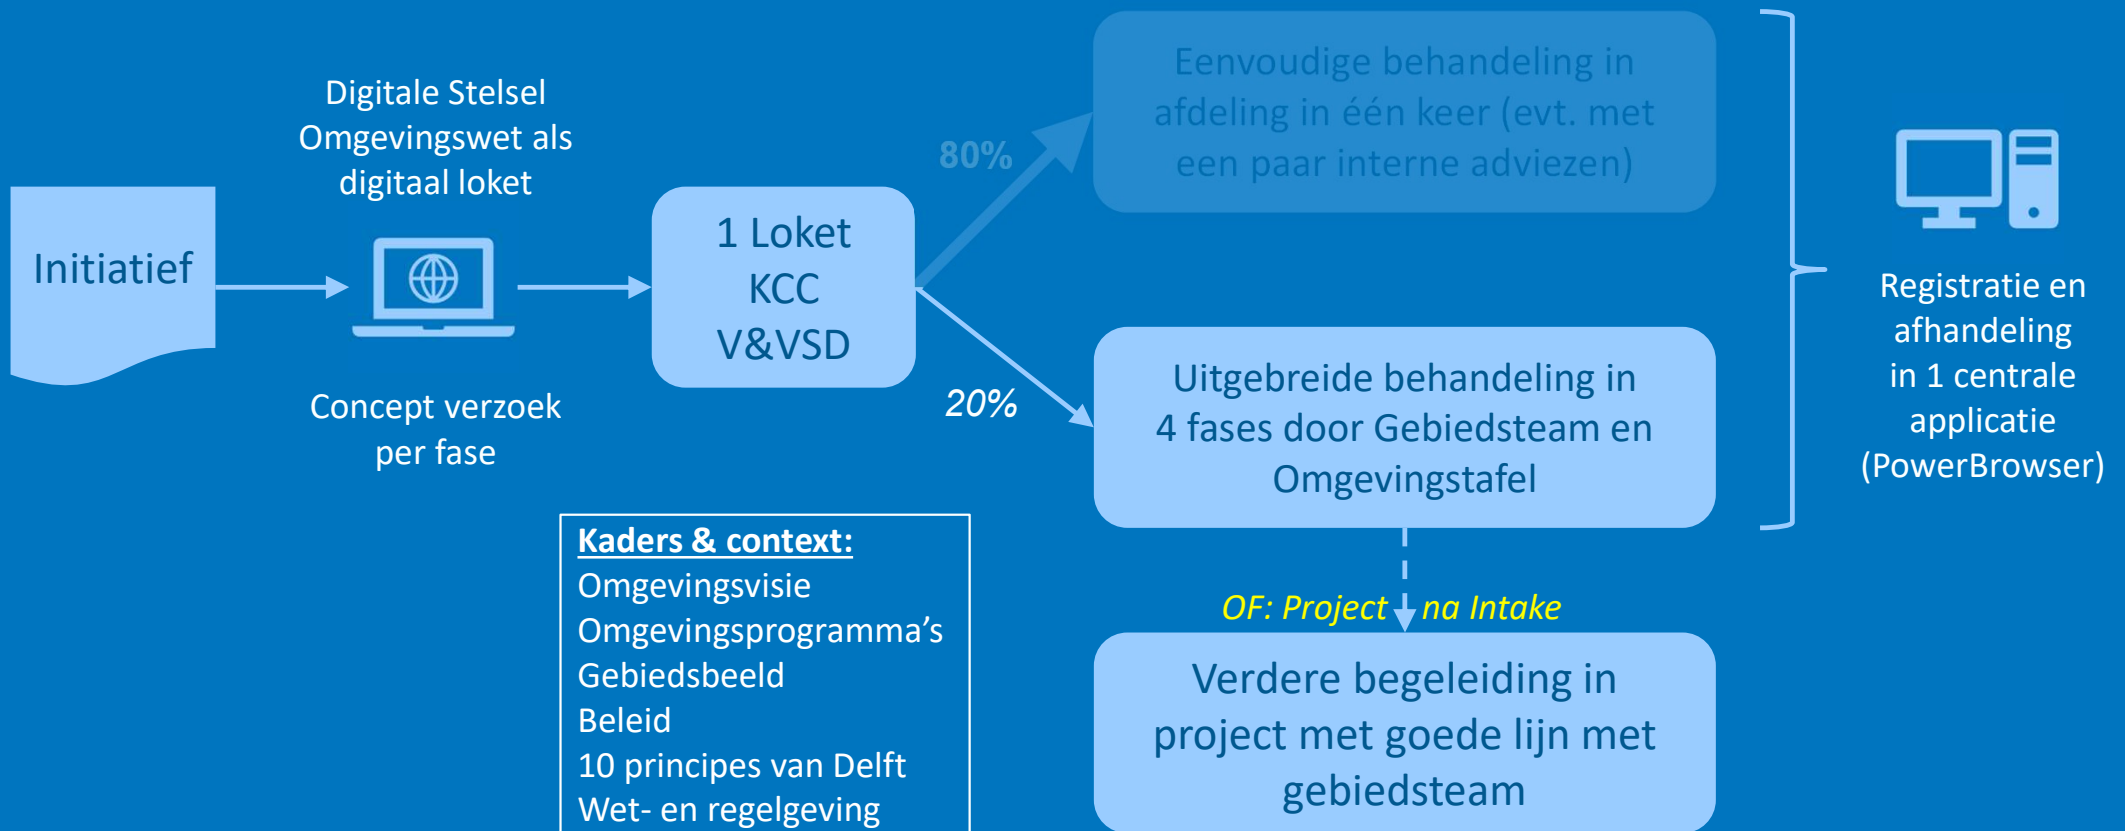 Initiatief
Digitale Stelsel
Omgevingswet als
digitaal loket
Concept verzoek
per fase
1 Loket
KCC
V&VSD
80%
20%
Eenvoudige behandeling in
afdeling in één keer (evt. met
een paar interne adviezen)
Uitgebreide behandeling in
4 fases door Gebiedsteam en
Omgevingstafel
OF: Project na Intake
Verdere begeleiding in
project met goede lijn met
gebiedsteam
Registratie en
afhandeling
in 1 centrale
applicatie
(PowerBrowser)
Kaders & context:
Omgevingsvisie
Omgevingsprogramma's
Gebiedsbeeld
Beleid
10 principes van Delft
Wet- en regelgeving